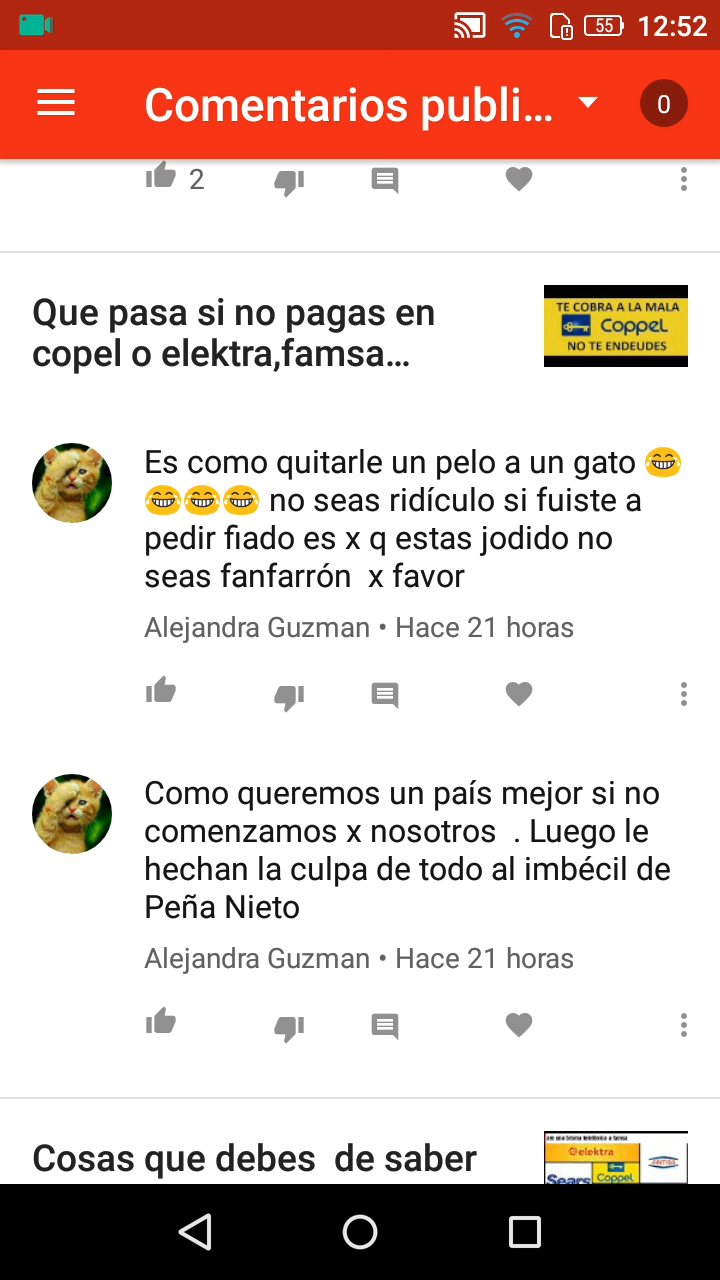 55 12:52
Comentarios publi... 0
2
Que pasa si no pagas en
copel o elektra,famsa...
TE COBRA A LA MALA
Coppel
NO TE ENDEUDES
Es como quitarle un pelo a un gato 😂
😂😂😂 no seas ridículo si fuiste a
pedir fiado es x q estas jodido no
seas fanfarrón x favor
Alejandra Guzman • Hace 21 horas
Como queremos un país mejor si no
comenzamos x nosotros . Luego le
hechan la culpa de todo al imbécil de
Peña Nieto
Alejandra Guzman • Hace 21 horas
Cosas que debes de saber
elektra
Sears Coppel FAMSA